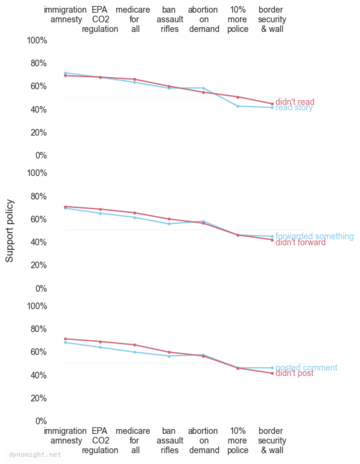 immigration amnesty EPA CO2 regulation medicare for all ban assault rifles abortion on demand 10% more police border security & wall
100%
80%
60%
40%
20%
0%
didn't read
read story
100%
80%
60%
40%
20%
0%
forwarded something
didn't forward
Support policy
100%
80%
60%
40%
20%
0%
posted comment
didn't post
immigration amnesty EPA CO2 regulation medicare for all ban assault rifles abortion on demand 10% more police border security & wall
dynomight.net